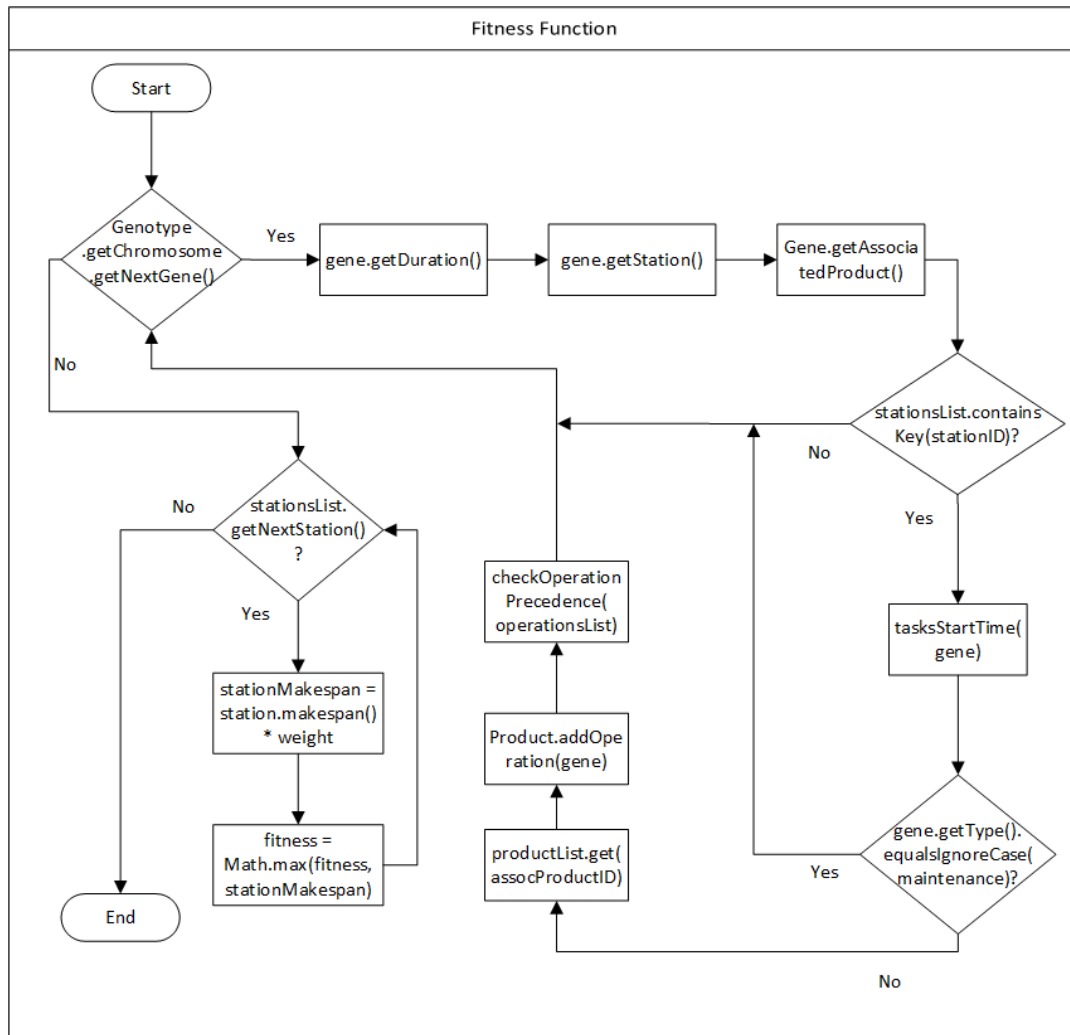 Fitness Function
Start
Genotype
.getChromosome
.getNextGene()
Yes
gene.getDuration()
gene.getStation()
Gene.getAssocia
tedProduct()
No
stationsList.contains
Key(stationID)?
No
Yes
stationsList.
getNextStation()
?
No
Yes
checkOperation
Precedence(
operationsList)
tasksStartTime(
gene)
stationMakespan =
station.makespan()
* weight
Product.addOpe
ration(gene)
gene.getType().
equalsIgnoreCase(
maintenance)?
Yes
No
fitness =
Math.max(fitness,
stationMakespan)
productList.get(
assocProductID)
End